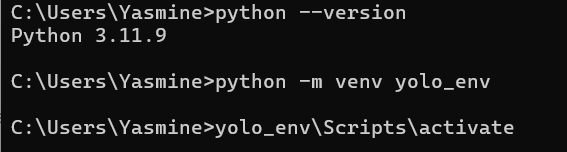 C:\Users\Yasmine>python --version
Python 3.11.9
C:\Users\Yasmine>python -m venv yolo_env
C:\Users\Yasmine>yolo_env\Scripts\activate